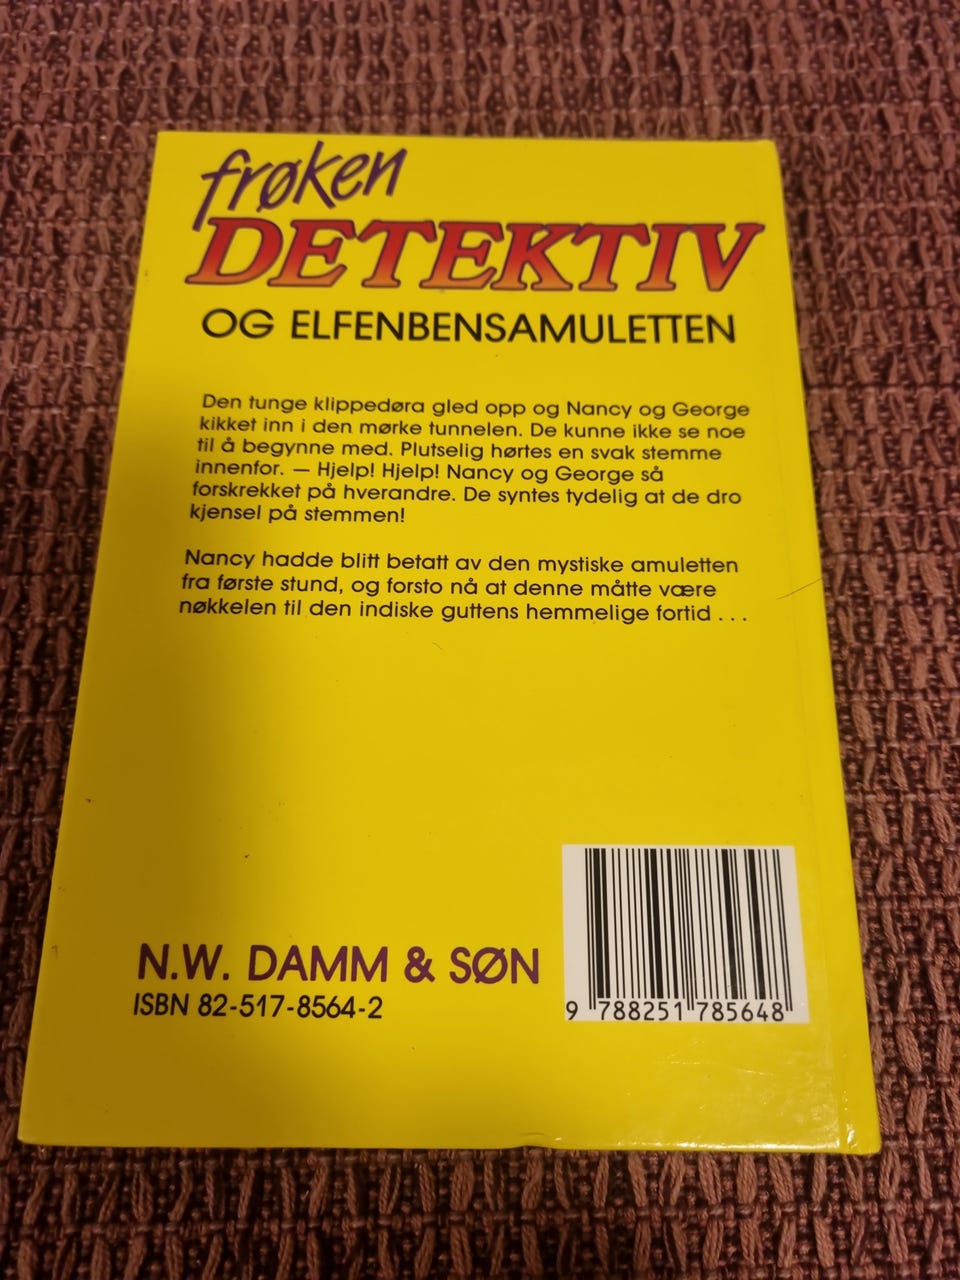 frøken
DETEKTIV
OG ELFENBENSAMULETTEN
Den tunge klippedøra gled opp og Nancy og George
kikket inn i den mørke tunnelen. De kunne ikke se noe
til å begynne med. Plutselig hørtes en svak stemme
innenfor. — Hjelp! Hjelp! Nancy og George så
forskrekket på hverandre. De syntes tydelig at de dro
kjensel på stemmen!
Nancy hadde blitt betatt av den mystiske amuletten
fra første stund, og forsto nå at denne måtte være
nøkkelen til den indiske guttens hemmelige fortid . . .
N.W. DAMM & SØN
ISBN 82-517-8564-2
9 788251 785648